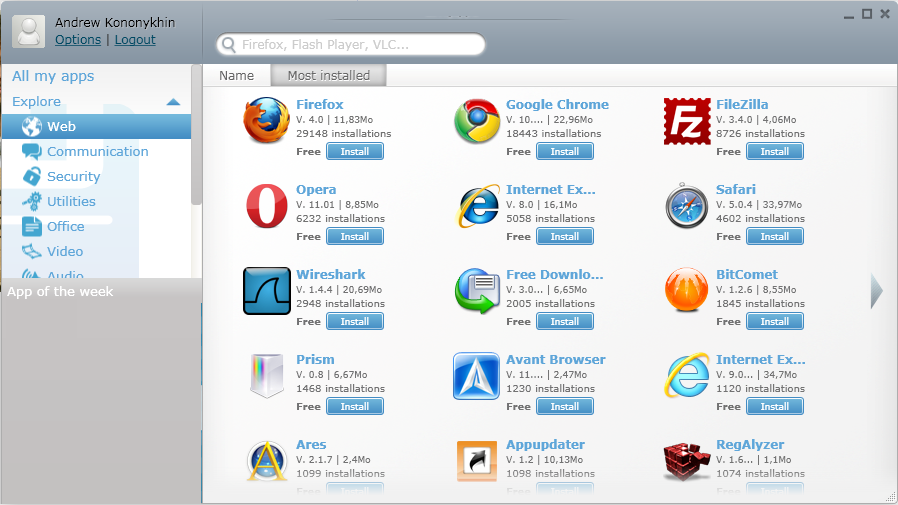 Andrew Kononykhin
Options | Logout
Firefox, Flash Player, VLC...
All my apps
Explore
Web
Communication
Security
Utilities
Office
Video
Audio
App of the week
Name Most installed
Firefox
V. 4.0 | 11,83Mo
29148 installations
Free Install
Google Chrome
V. 10.... | 22,96Mo
18443 installations
Free Install
FileZilla
V. 3.4.0 | 4,06Mo
8726 installations
Free Install
Opera
V. 11.01 | 8,85Mo
6232 installations
Free Install
Internet Ex...
V. 8.0 | 16,1Mo
5058 installations
Free Install
Safari
V. 5.0.4 | 33,97Mo
4602 installations
Free Install
Wireshark
V. 1.4.4 | 20,69Mo
2948 installations
Free Install
Free Downlo...
V. 3.0... | 6,65Mo
2005 installations
Free Install
BitComet
V. 1.2.6 | 8,55Mo
1845 installations
Free Install
Prism
V. 0.8 | 6,67Mo
1468 installations
Free Install
Avant Browser
V. 11.... | 2,47Mo
1230 installations
Free Install
Internet Ex...
V. 9.0... | 34,7Mo
1120 installations
Free Install
Ares
V. 2.1.7 | 2,4Mo
1099 installations
Free Install
Appupdater
V. 1.2 | 10,13Mo
1098 installations
Free Install
RegAlyzer
V. 1.6... | 1,1Mo
1074 installations
Free Install
Fz